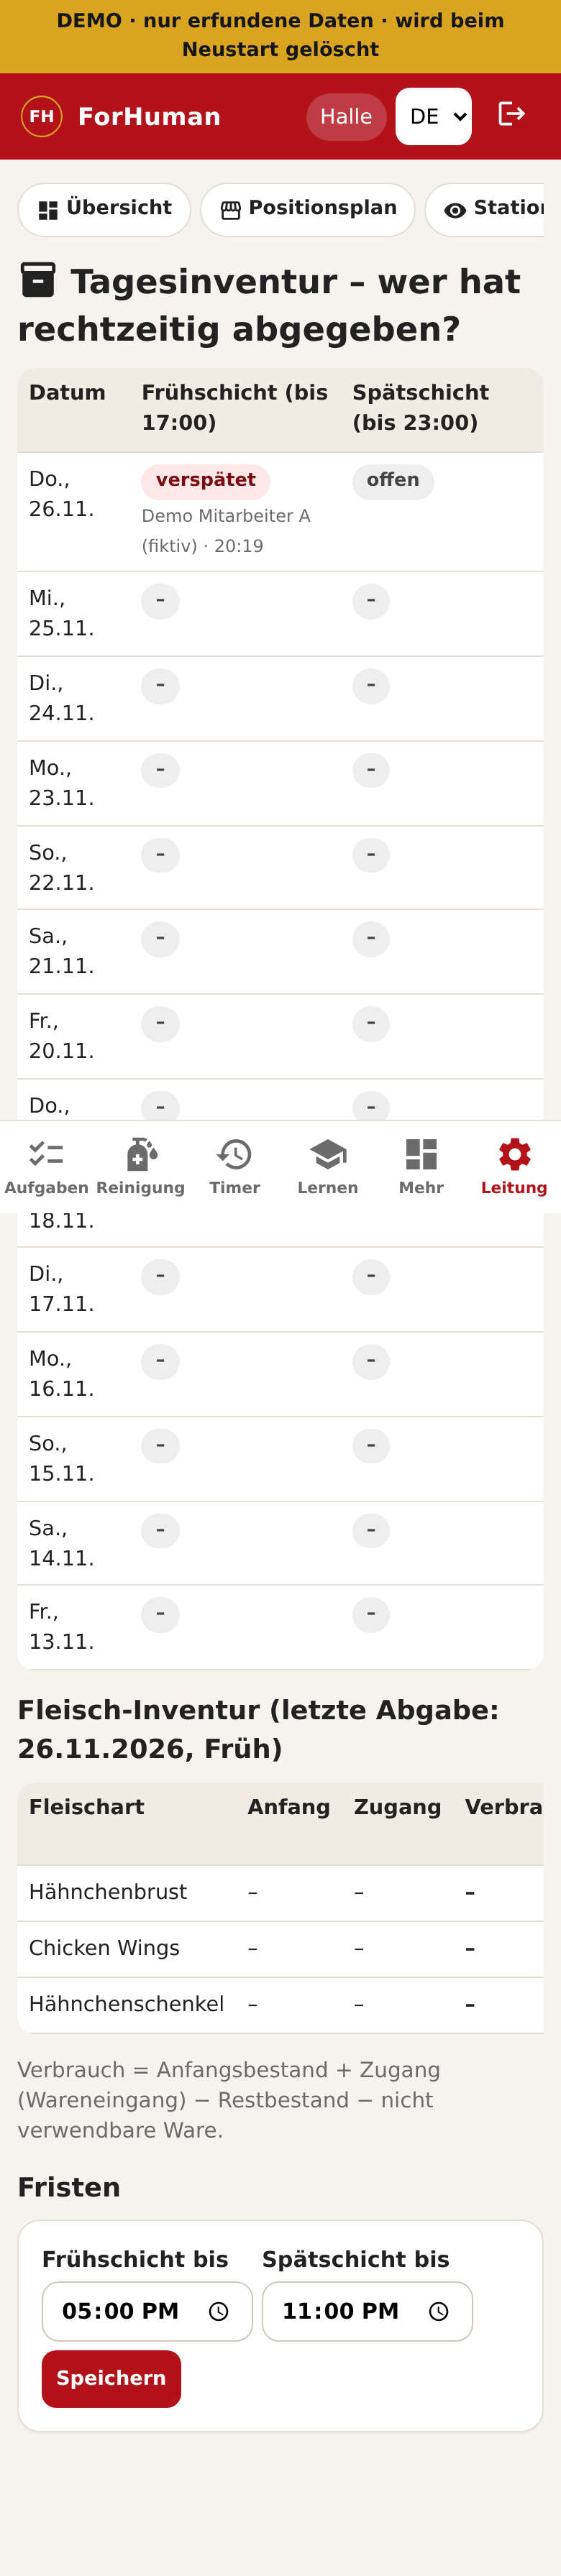 DEMO · nur erfundene Daten · wird beim
Neustart gelöscht
FH ForHuman Halle DE
Übersicht Positionsplan Station
Tagesinventur – wer hat
rechtzeitig abgegeben?
Datum Frühschicht (bis 17:00) Spätschicht (bis 23:00)
Do., 26.11. verspätet offen
Demo Mitarbeiter A
(fiktiv) · 20:19
Mi., 25.11. – –
Di., 24.11. – –
Mo., 23.11. – –
So., 22.11. – –
Sa., 21.11. – –
Fr., 20.11. – –
Do., – –
Aufgaben Reinigung Timer Lernen Mehr Leitung
18.11.
Di., 17.11. – –
Mo., 16.11. – –
So., 15.11. – –
Sa., 14.11. – –
Fr., 13.11. – –
Fleisch-Inventur (letzte Abgabe:
26.11.2026, Früh)
Fleischart Anfang Zugang Verbra
Hähnchenbrust – – –
Chicken Wings – – –
Hähnchenschenkel – – –
Verbrauch = Anfangsbestand + Zugang
(Wareneingang) − Restbestand − nicht
verwendbare Ware.
Fristen
Frühschicht bis Spätschicht bis
05:00 PM 11:00 PM
Speichern